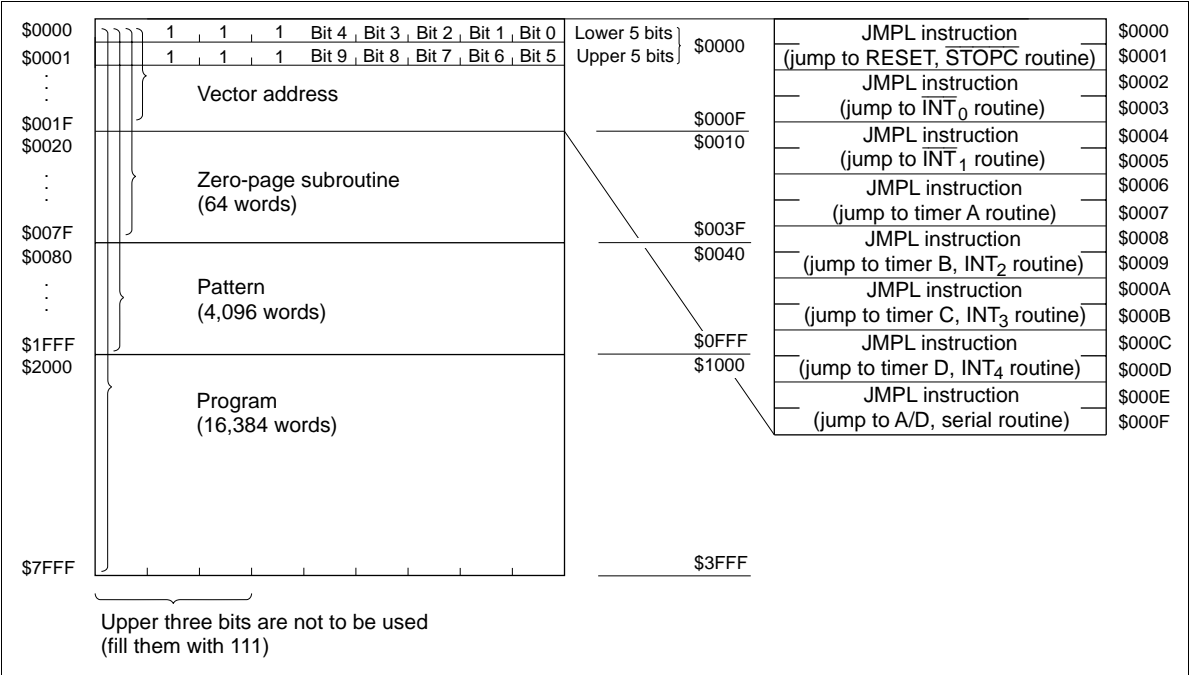 $0000
1 1 1 Bit 4 Bit 3 Bit 2 Bit 1 Bit 0
Lower 5 bits
$0001
1 1 1 Bit 9 Bit 8 Bit 7 Bit 6 Bit 5
Upper 5 bits
$0000
Vector address
$001F
$000F
$0020
$0010
Zero-page subroutine
(64 words)
$007F
$003F
$0080
$0040
Pattern
(4,096 words)
$1FFF
$0FFF
$2000
$1000
Program
(16,384 words)
$7FFF
$3FFF
Upper three bits are not to be used
(fill them with 111)
JMPL instruction
$0000
(jump to RESET, STOPC routine)
$0001
JMPL instruction
$0002
(jump to INT0 routine)
$0003
JMPL instruction
$0004
(jump to INT1 routine)
$0005
JMPL instruction
$0006
(jump to timer A routine)
$0007
JMPL instruction
$0008
(jump to timer B, INT2 routine)
$0009
JMPL instruction
$000A
(jump to timer C, INT3 routine)
$000B
JMPL instruction
$000C
(jump to timer D, INT4 routine)
$000D
JMPL instruction
$000E
(jump to A/D, serial routine)
$000F